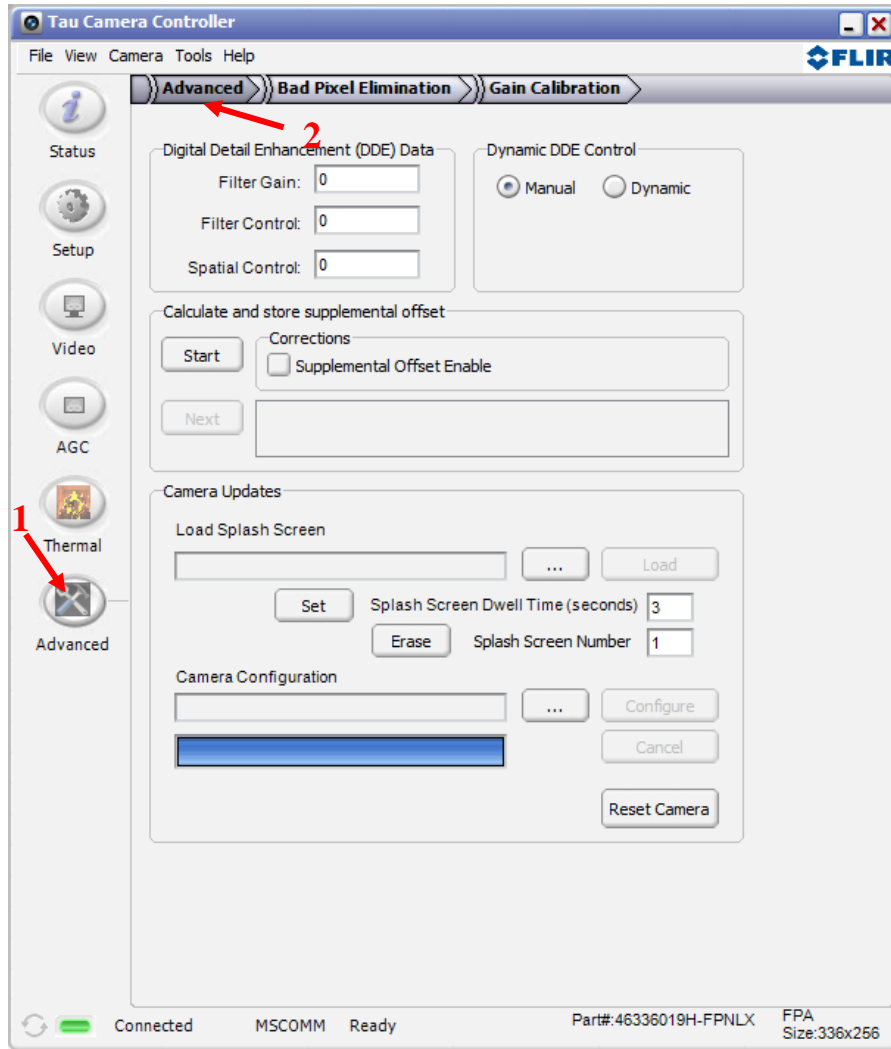 Tau Camera Controller
File View Camera Tools Help
FLIR
Advanced Bad Pixel Elimination Gain Calibration
2
Status
Setup
Video
AGC
Thermal
1
Advanced
Digital Detail Enhancement (DDE) Data
Filter Gain: 0
Filter Control: 0
Spatial Control: 0
Dynamic DDE Control
Manual Dynamic
Calculate and store supplemental offset
Start
Corrections
Supplemental Offset Enable
Next
Camera Updates
Load Splash Screen
... Load
Set Splash Screen Dwell Time (seconds) 3
Erase Splash Screen Number 1
Camera Configuration
... Configure
Cancel
Reset Camera
Connected MSCOMM Ready Part#:46336019H-FPNLX FPA
Size:336x256